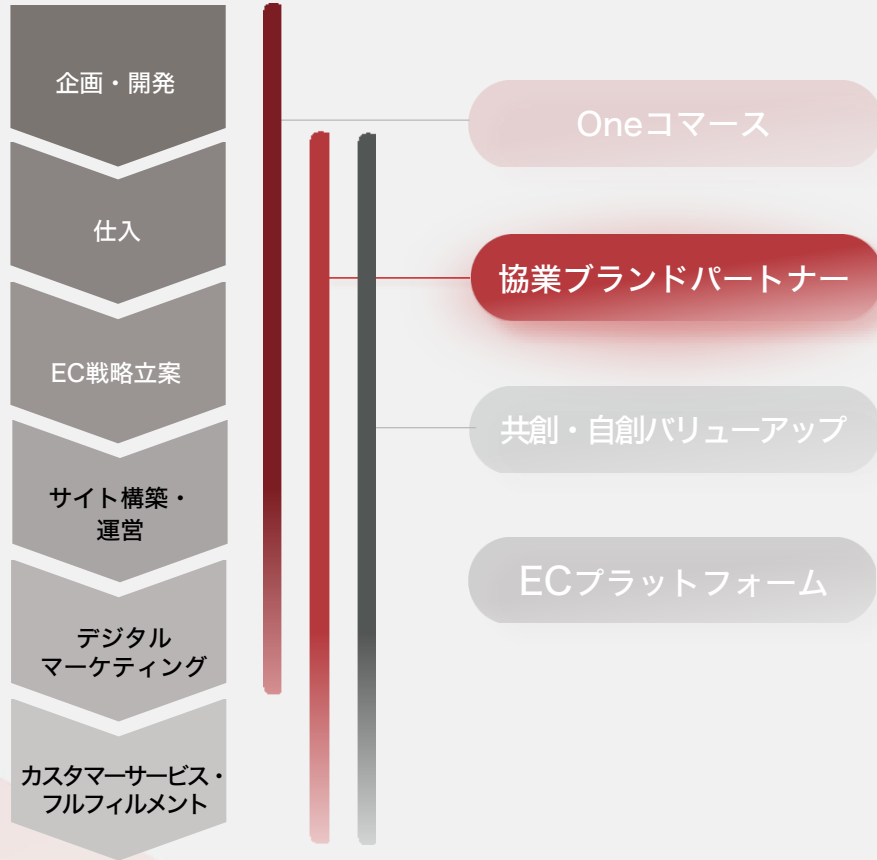 企画・開発
仕入
EC戦略立案
サイト構築・
運営
デジタル
マーケティング
カスタマーサービス・
フルフィルメント
Oneコマース
協業ブランドパートナー
共創・自創バリューアップ
ECプラットフォーム